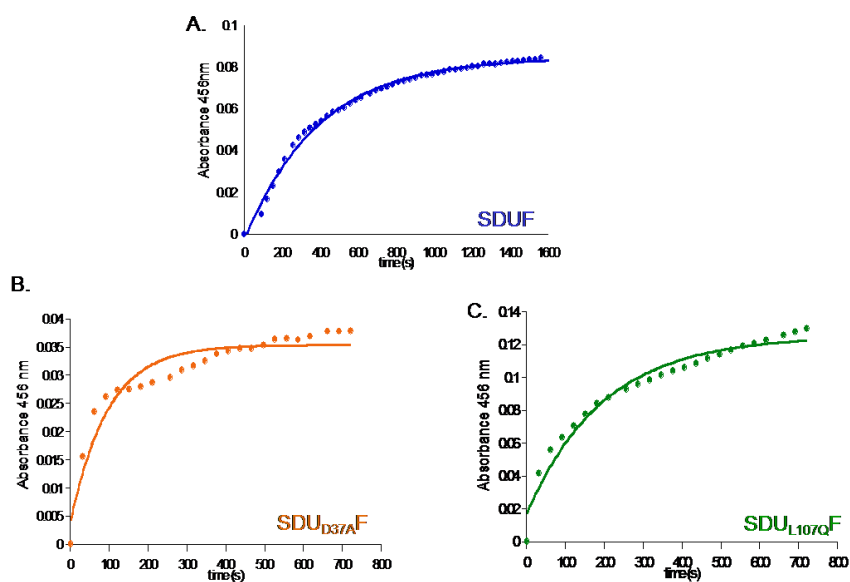 A.
0.1
0.08
0.06
0.04
0.02
0
Absorbance 456nm
0 200 400 600 800 1000 1200 1400 1600
time(s)
SDUF
B.
0.04
0.035
0.03
0.025
0.02
0.015
0.01
0.005
0
Absorbance 456 nm
0 100 200 300 400 500 600 700 800
time(s)
SDUD37AF
C.
0.14
0.12
0.1
0.08
0.06
0.04
0.02
0
Absorbance 456 nm
0 100 200 300 400 500 600 700 800
time(s)
SDUL107QF